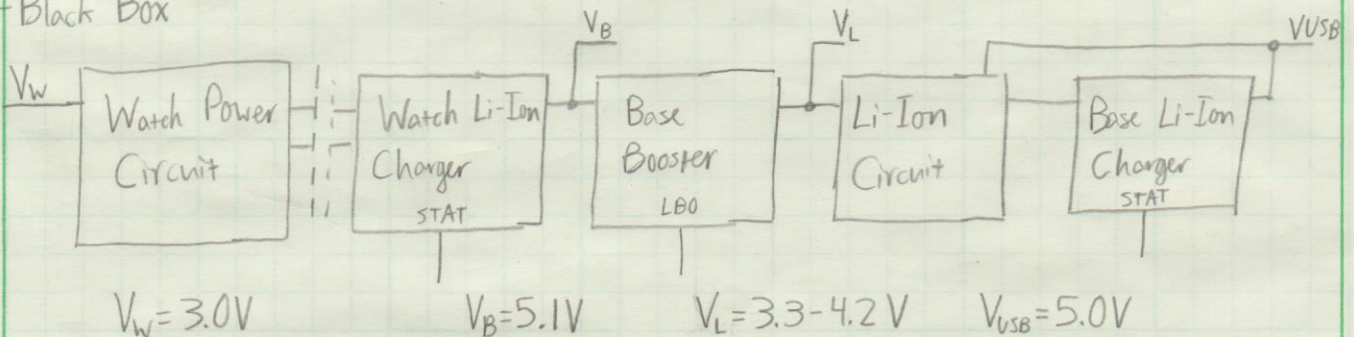 -Black Box
V_B
V_L
VUSB
V_W
Watch Power
Circuit
Watch Li-Ion
Charger
STAT
Base
Booster
LBO
Li-Ion
Circuit
Base Li-Ion
Charger
STAT
V_W=3.0V
V_B=5.1V
V_L=3.3-4.2V
V_USB=5.0V